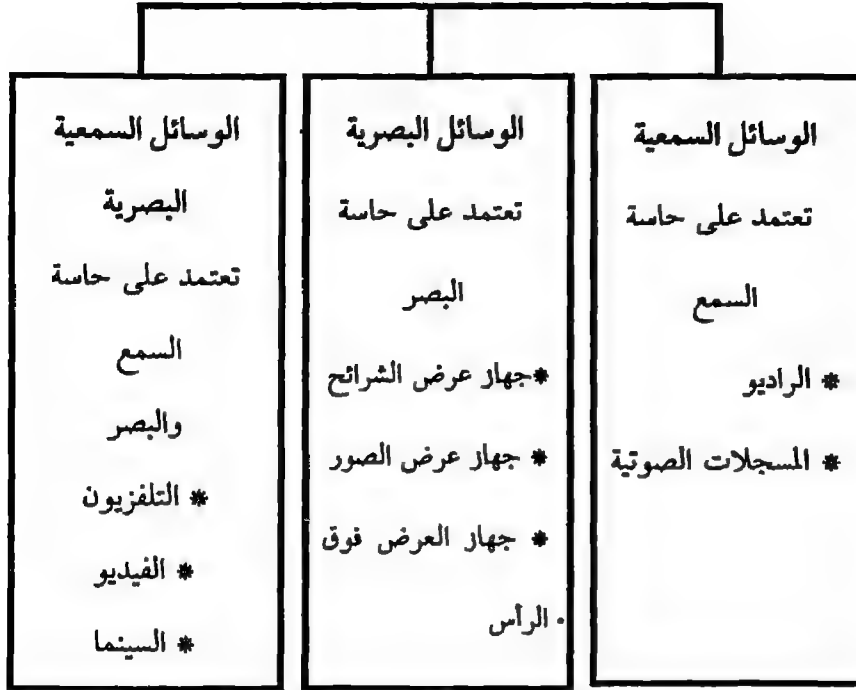 الوسائل السمعية
تعتمد على حاسة
السمع
* الراديو
* المسجلات الصوتية
الوسائل البصرية
تعتمد على حاسة
البصر
*جهاز عرض الشرائح
* جهاز عرض الصور
* جهاز العرض فوق
الرأس
الوسائل السمعية
البصرية
تعتمد على حاسة
السمع
والبصر
* التلفزيون
* الفيديو
* السينما